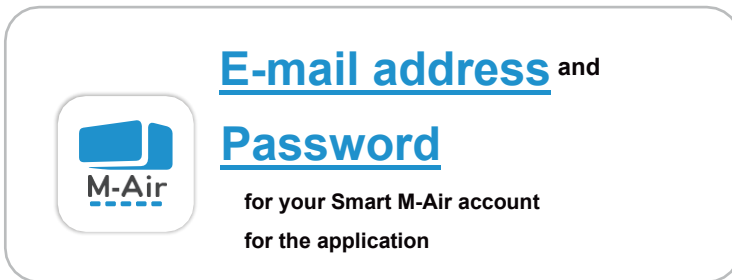 E-mail address and
Password
M-Air
for your Smart M-Air account
for the application